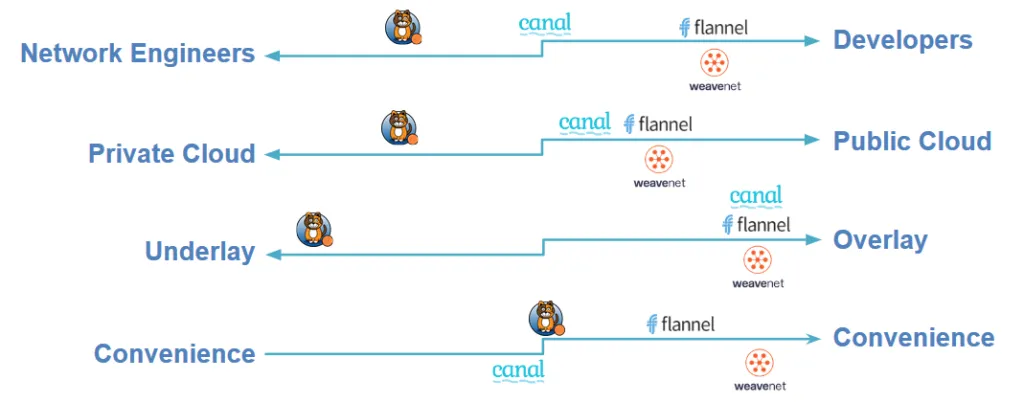 canal
flannel
Network Engineers
Developers
weavenet
canal
flannel
Private Cloud
Public Cloud
weavenet
canal
flannel
Underlay
Overlay
weavenet
flannel
Convenience
Convenience
canal
weavenet